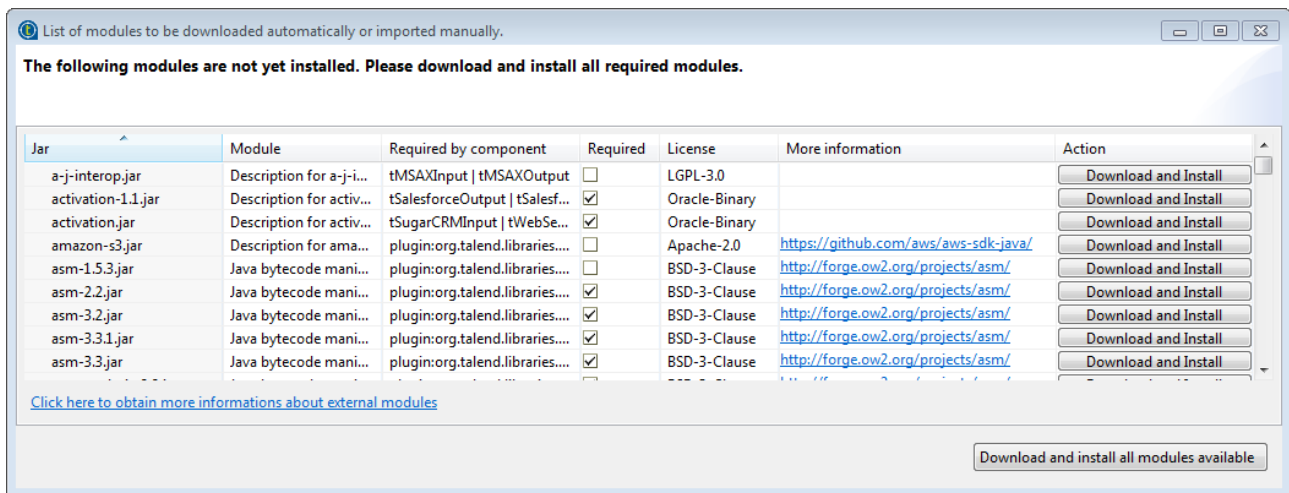 List of modules to be downloaded automatically or imported manually.
The following modules are not yet installed. Please download and install all required modules.
Jar Module Required by component Required License More information Action
a-j-interop.jar Description for a-j-i... tMSAXInput | tMSAXOutput LGPL-3.0 Download and Install
activation-1.1.jar Description for activ... tSalesforceOutput | tSalesf... Oracle-Binary Download and Install
activation.jar Description for activ... tSugarCRMInput | tWebSe... Oracle-Binary Download and Install
amazon-s3.jar Description for ama... plugin:org.talend.libraries.... Apache-2.0 https://github.com/aws/aws-sdk-java/ Download and Install
asm-1.5.3.jar Java bytecode mani... plugin:org.talend.libraries.... BSD-3-Clause http://forge.ow2.org/projects/asm/ Download and Install
asm-2.2.jar Java bytecode mani... plugin:org.talend.libraries.... BSD-3-Clause http://forge.ow2.org/projects/asm/ Download and Install
asm-3.2.jar Java bytecode mani... plugin:org.talend.libraries.... BSD-3-Clause http://forge.ow2.org/projects/asm/ Download and Install
asm-3.3.1.jar Java bytecode mani... plugin:org.talend.libraries.... BSD-3-Clause http://forge.ow2.org/projects/asm/ Download and Install
asm-3.3.jar Java bytecode mani... plugin:org.talend.libraries.... BSD-3-Clause http://forge.ow2.org/projects/asm/ Download and Install
Click here to obtain more informations about external modules
Download and install all modules available